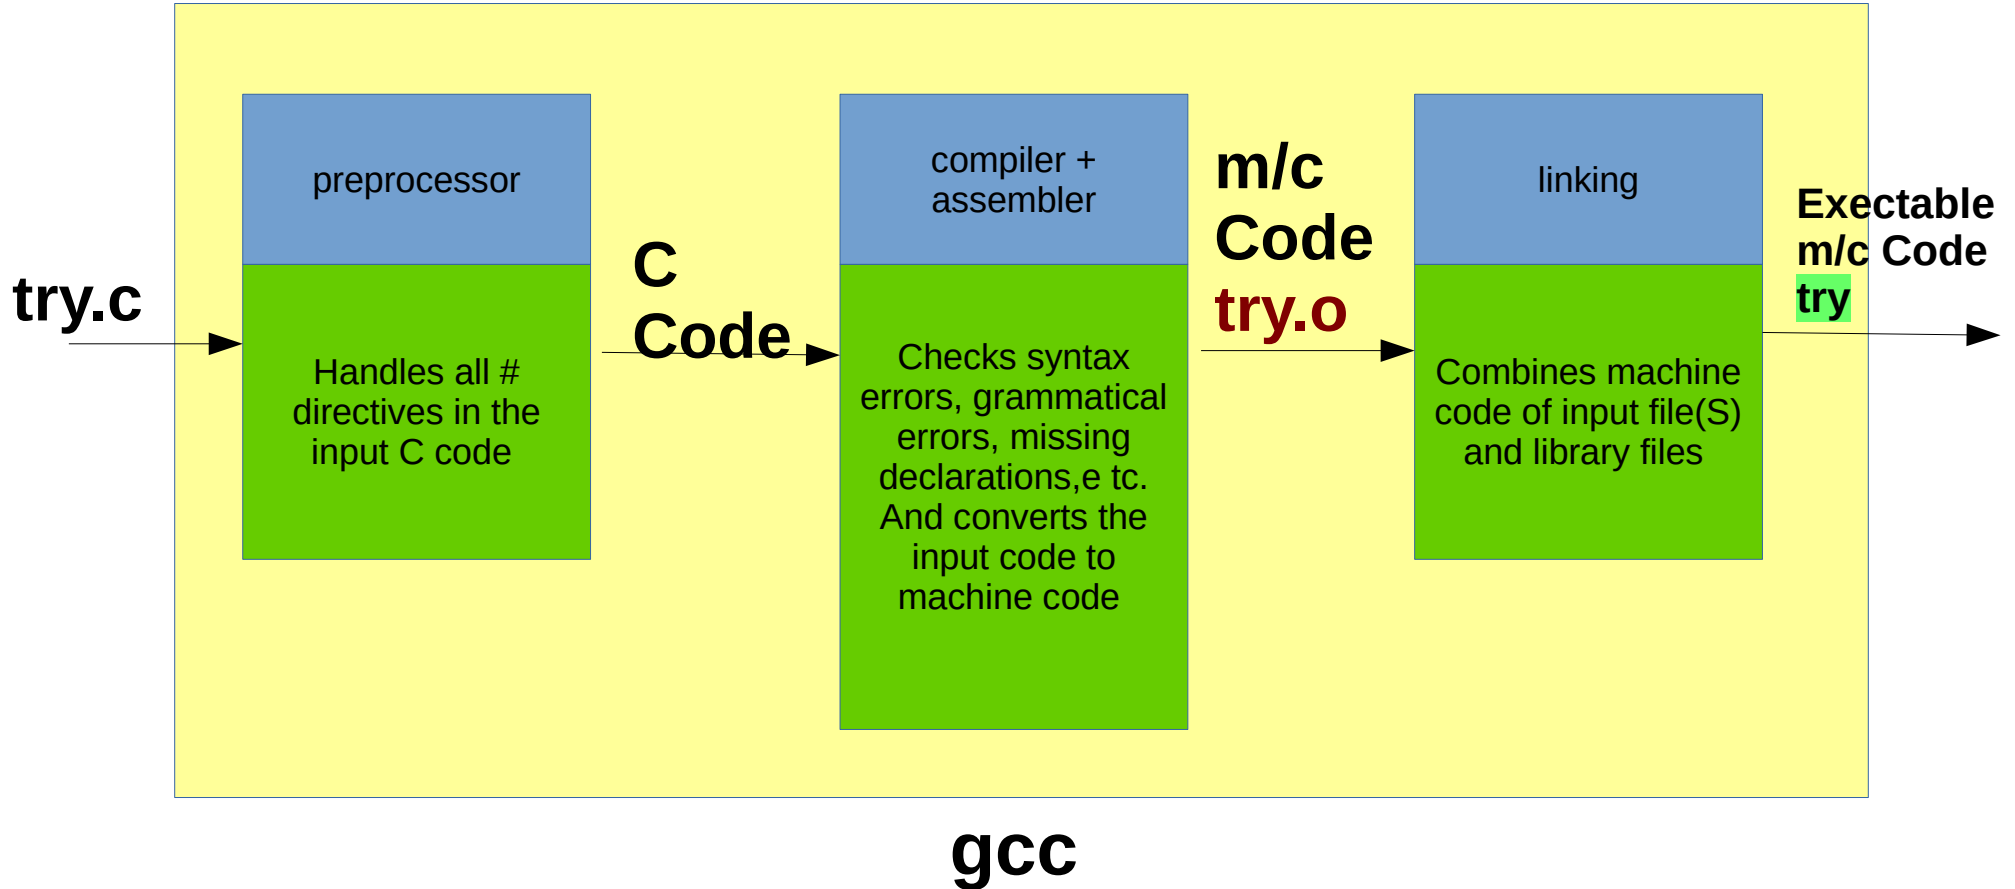 try.c
preprocessor
Handles all #
directives in the
input C code
C
Code
compiler +
assembler
Checks syntax
errors, grammatical
errors, missing
declarations,e tc.
And converts the
input code to
machine code
m/c
Code
try.o
linking
Combines machine
code of input file(S)
and library files
Exectable
m/c Code
try
gcc